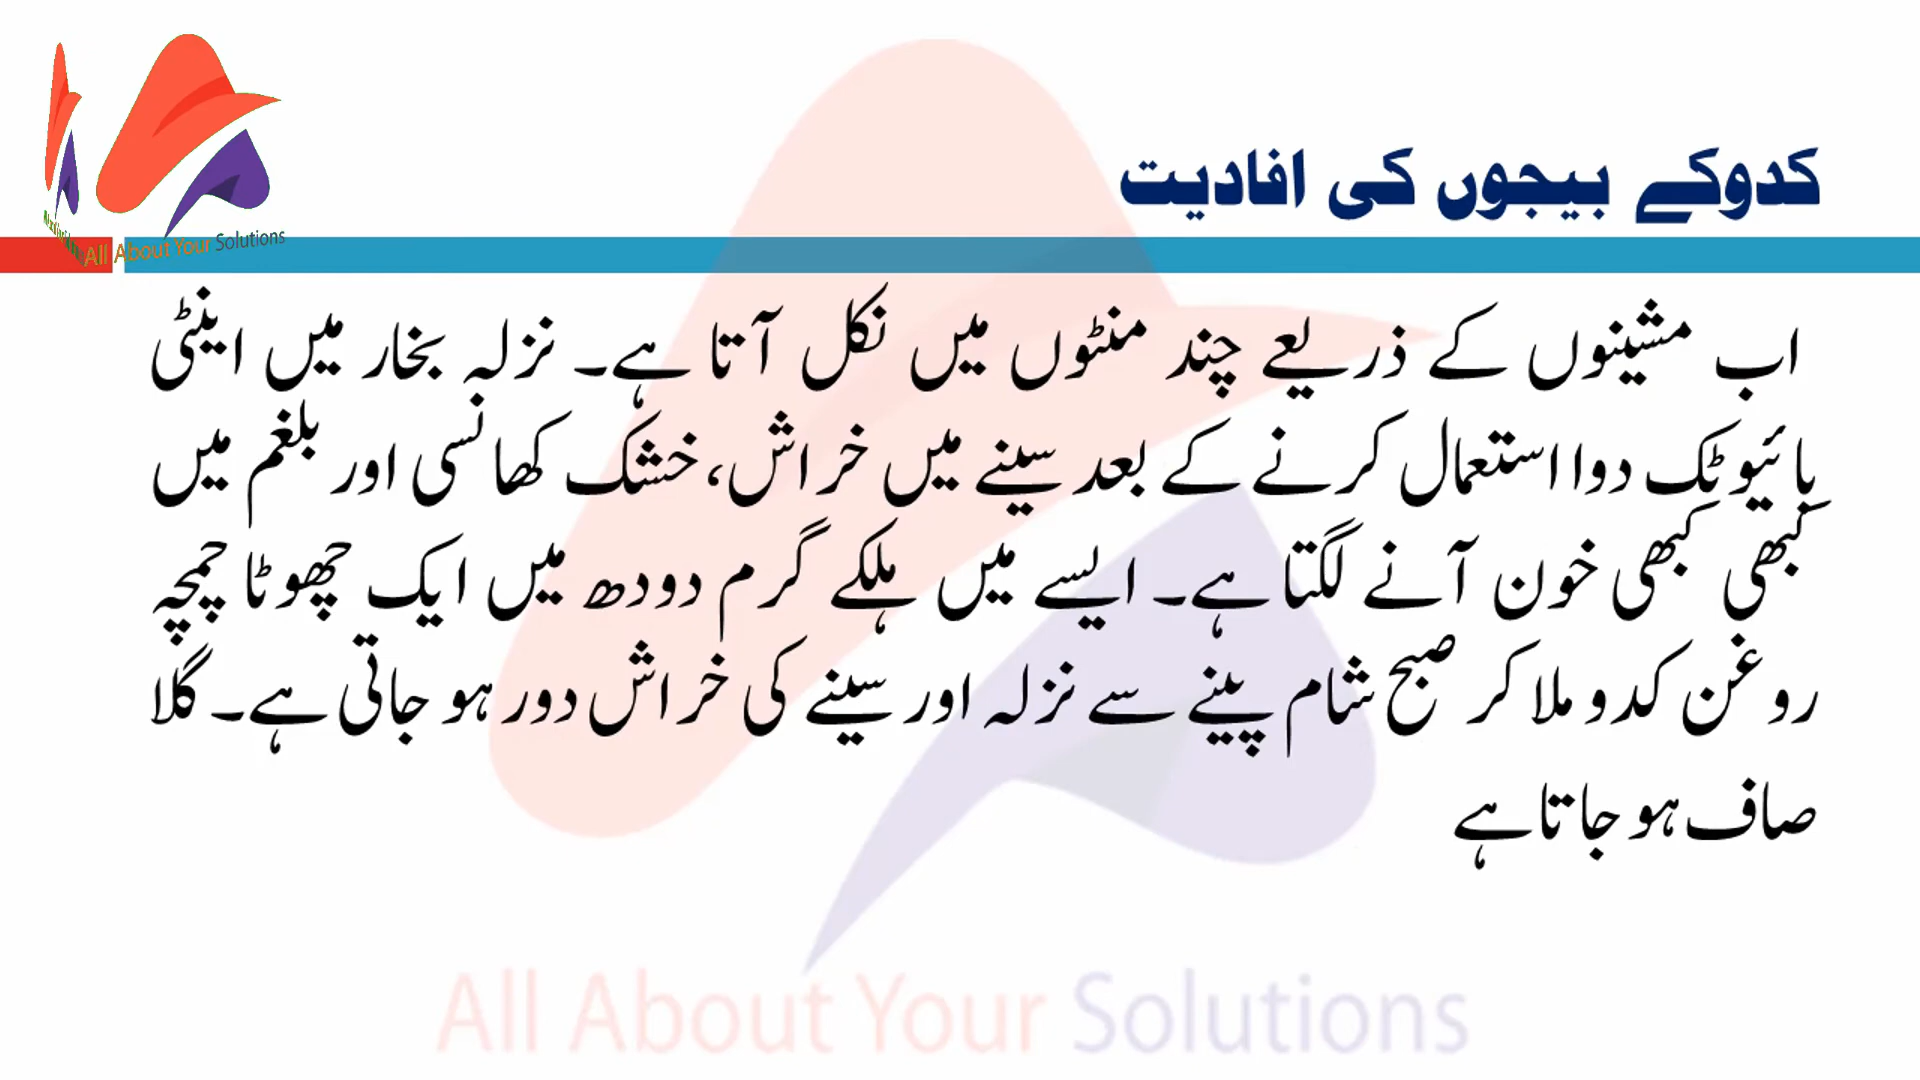 کدوکے بیجوں کی افادیت
All About Your Solutions
اب مشینوں کے ذریعے چند منٹوں میں نکل آتا ہے۔ نزلہ بخار میں اینٹی
بائیوٹک دوا استعمال کرنے کے بعد سینے میں خراش، خشک کھانسی اور بلغم میں
کبھی کبھی خون آنے لگتا ہے۔ ایسے میں ہلکے گرم دودھ میں ایک چھوٹا چمچہ
روغن کدو ملا کر صبح شام پینے سے نزلہ اور سینے کی خراش دور ہو جاتی ہے۔ گلا
صاف ہو جاتا ہے
All About Your Solutions